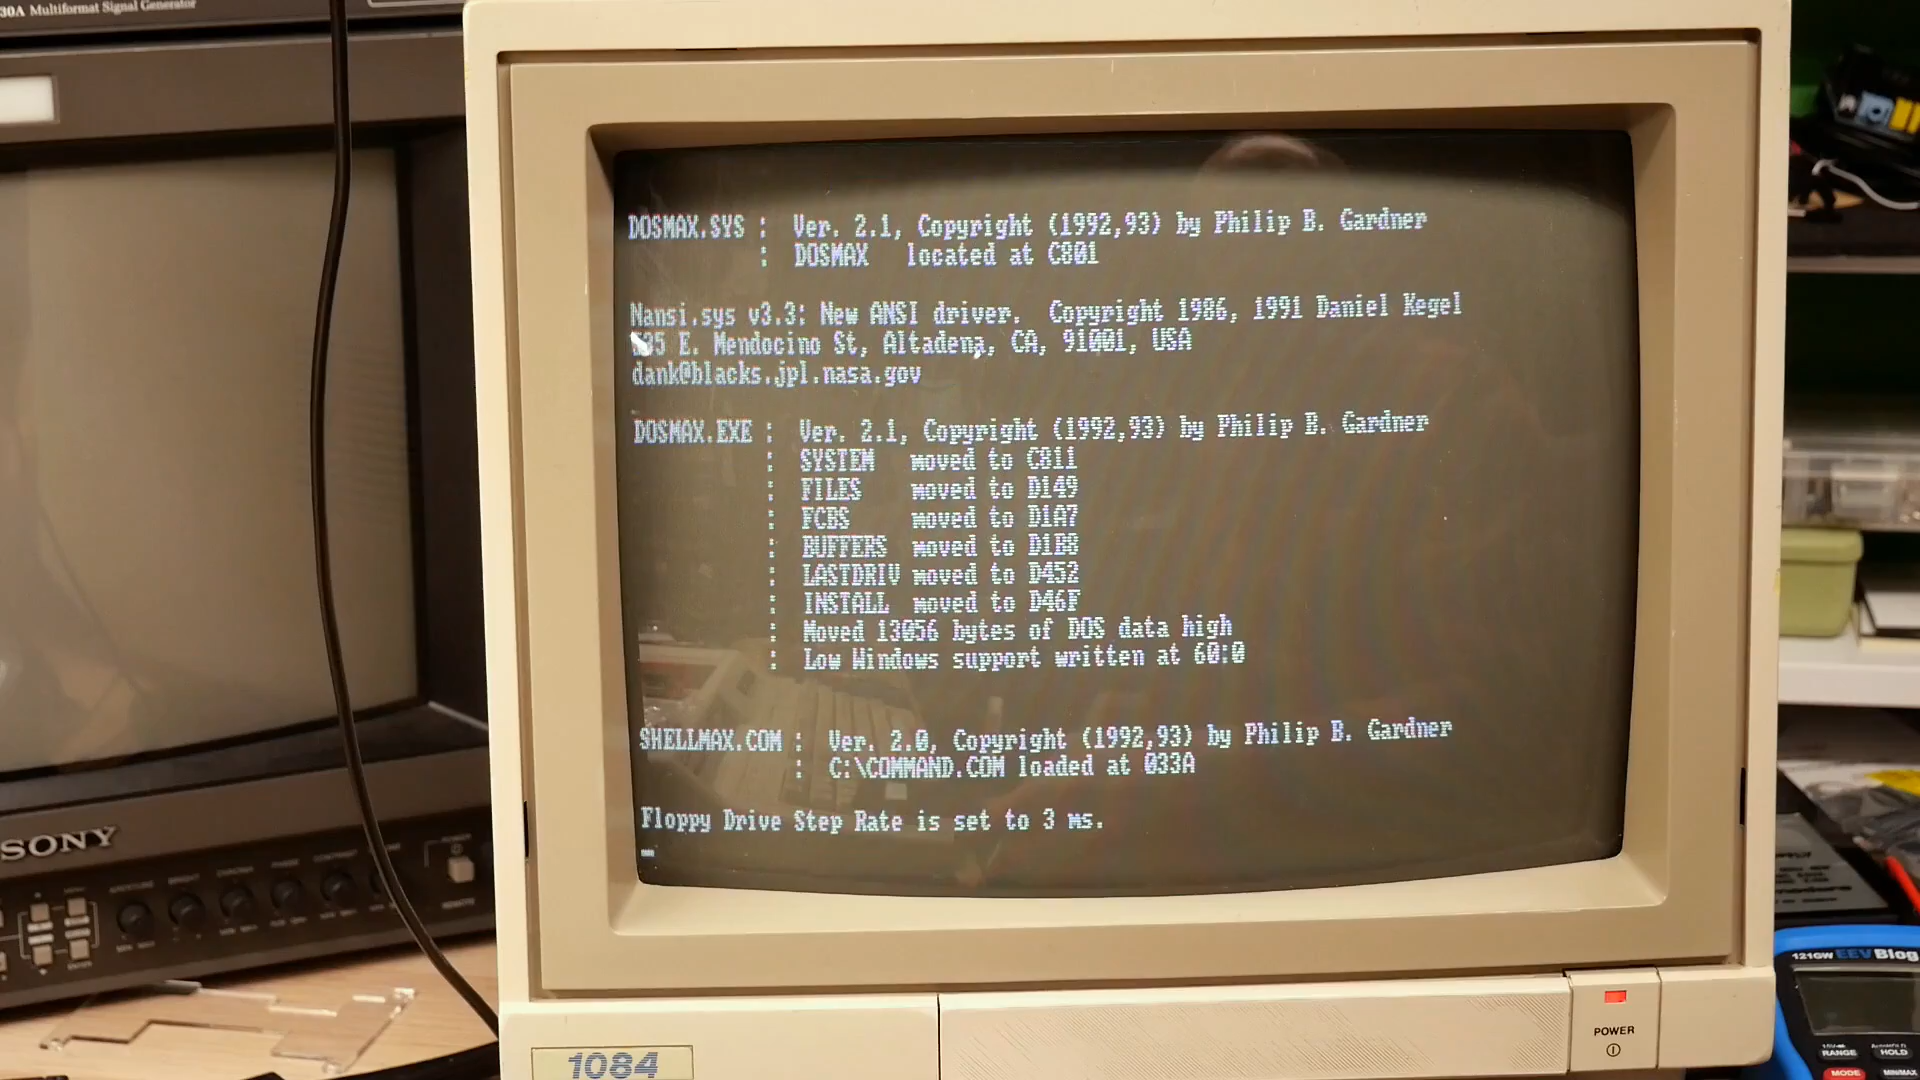 30A Multiformat Signal Generator
DOSMAX.SYS : Ver. 2.1, Copyright (1992,93) by Philip B. Gardner
: DOSMAX located at C801
Nansi.sys v3.3: New ANSI driver. Copyright 1986, 1991 Daniel Kegel
535 E. Mendocino St, Altadena, CA, 91001, USA
dank@blacks.jpl.nasa.gov
DOSMAX.EXE : Ver. 2.1, Copyright (1992,93) by Philip B. Gardner
: SYSTEM moved to C811
: FILES moved to D149
: FCBS moved to D1A7
: BUFFERS moved to D1B8
: LASTDRIV moved to D452
: INSTALL moved to D46F
: Moved 13056 bytes of DOS data high
: Low Windows support written at 60:0
SHELLMAX.COM : Ver. 2.0, Copyright (1992,93) by Philip B. Gardner
: C:\COMMAND.COM loaded at 033A
Floppy Drive Step Rate is set to 3 ms.
SONY
1084
POWER
121GW EEVBlog
RANGE
HOLD
MODE
MIN/MAX